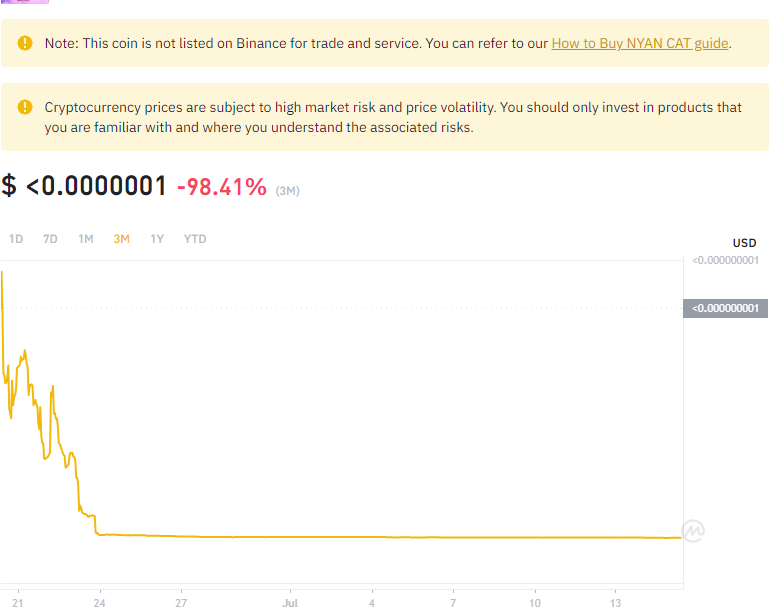 Note: This coin is not listed on Binance for trade and service. You can refer to our How to Buy NYAN CAT guide.
Cryptocurrency prices are subject to high market risk and price volatility. You should only invest in products that
you are familiar with and where you understand the associated risks.
$ <0.0000001 -98.41% (3M)
1D 7D 1M 3M 1Y YTD
USD
<0.000000001
<0.000000001
21 24 27 Jul 4 7 10 13